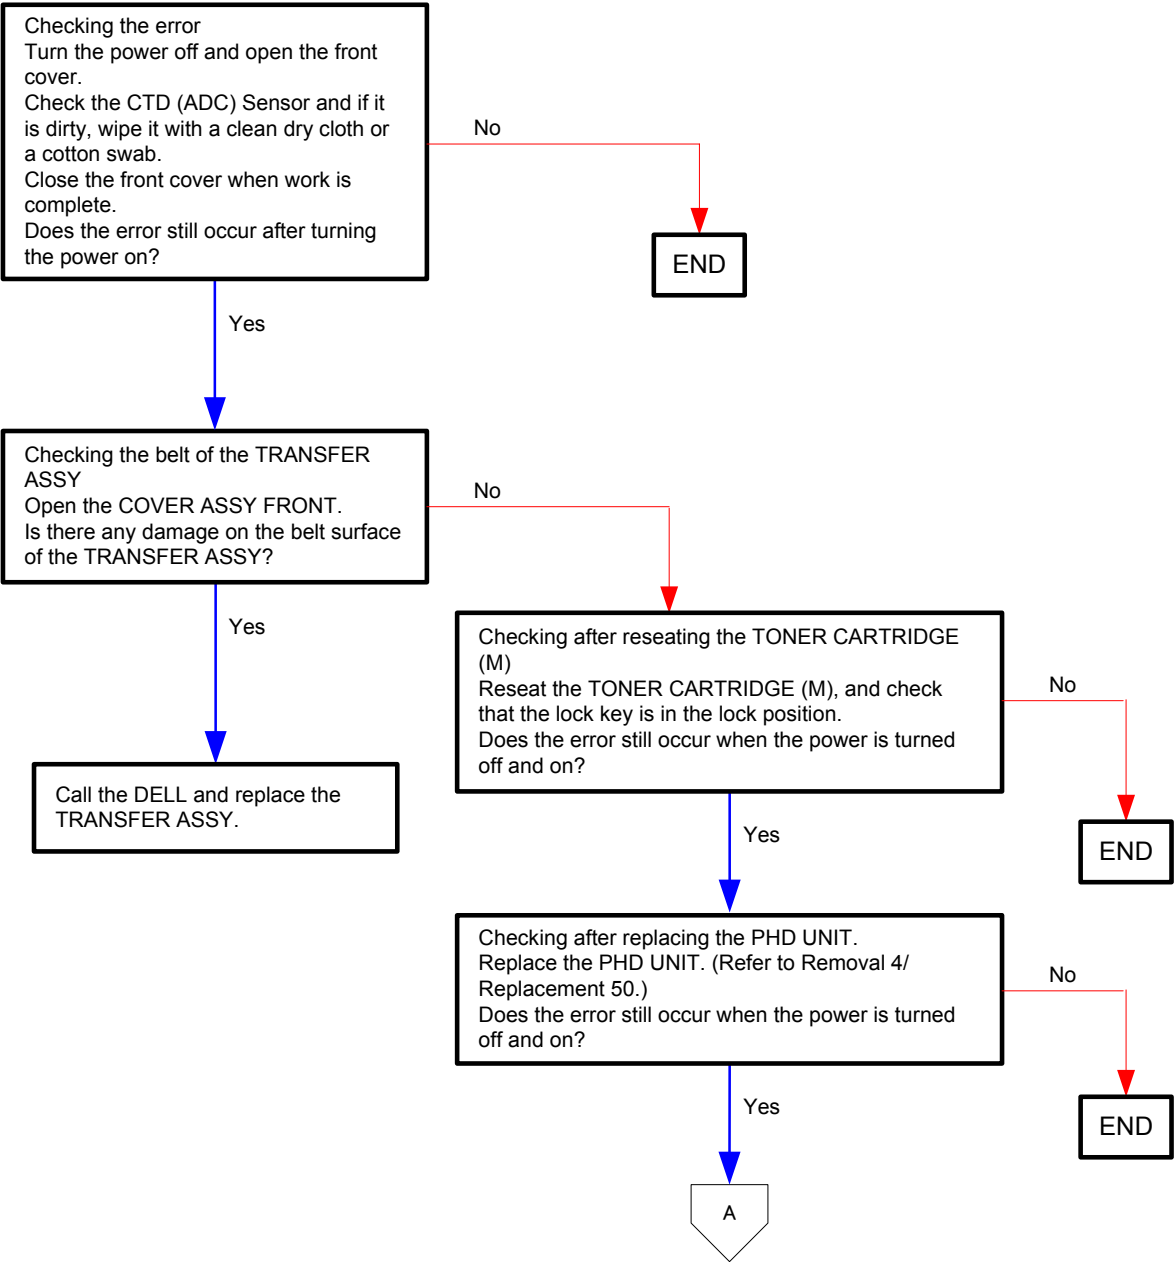 Checking the error
Turn the power off and open the front
cover.
Check the CTD (ADC) Sensor and if it
is dirty, wipe it with a clean dry cloth or
a cotton swab.
Close the front cover when work is
complete.
Does the error still occur after turning
the power on?
No
END
Yes
Checking the belt of the TRANSFER
ASSY
Open the COVER ASSY FRONT.
Is there any damage on the belt surface
of the TRANSFER ASSY?
No
Yes
Call the DELL and replace the
TRANSFER ASSY.
Checking after reseating the TONER CARTRIDGE
(M)
Reseat the TONER CARTRIDGE (M), and check
that the lock key is in the lock position.
Does the error still occur when the power is turned
off and on?
No
END
Yes
Checking after replacing the PHD UNIT.
Replace the PHD UNIT. (Refer to Removal 4/
Replacement 50.)
Does the error still occur when the power is turned
off and on?
No
END
Yes
A